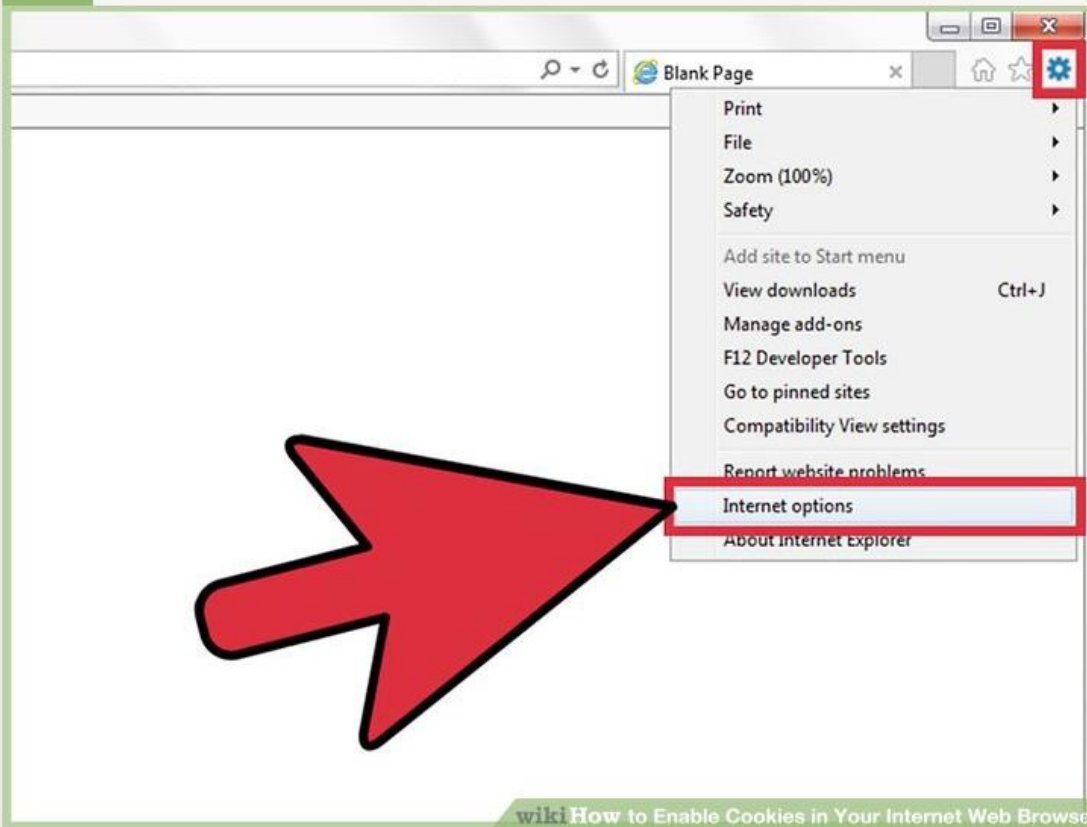 Blank Page
Print
File
Zoom (100%)
Safety
Add site to Start menu
View downloads Ctrl+J
Manage add-ons
F12 Developer Tools
Go to pinned sites
Compatibility View settings
Report website problems
Internet options
About Internet Explorer
wikiHow to Enable Cookies in Your Internet Web Browse